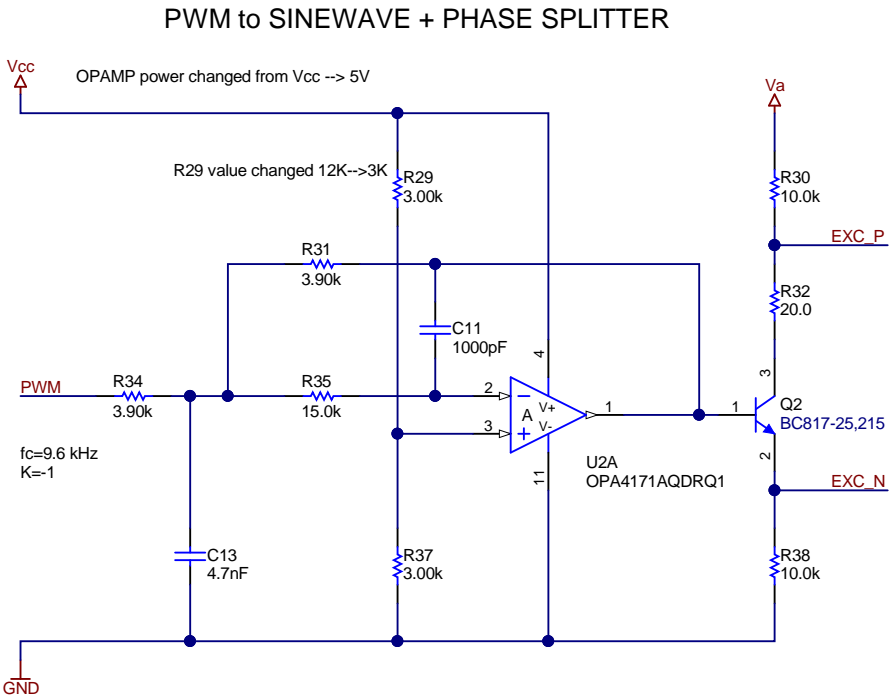 PWM to SINEWAVE + PHASE SPLITTER
Vcc
OPAMP power changed from Vcc --> 5V
Va
R29 value changed 12K-->3K
R29
3.00k
R30
10.0k
EXC_P
R31
3.90k
R32
20.0
C11
1000pF
4
3
PWM
R34
3.90k
R35
15.0k
2
A
V+
V-
1
1
Q2
BC817-25,215
3
fc=9.6 kHz
K=-1
2
11
U2A
OPA4171AQDRQ1
EXC_N
C13
4.7nF
R37
3.00k
R38
10.0k
GND